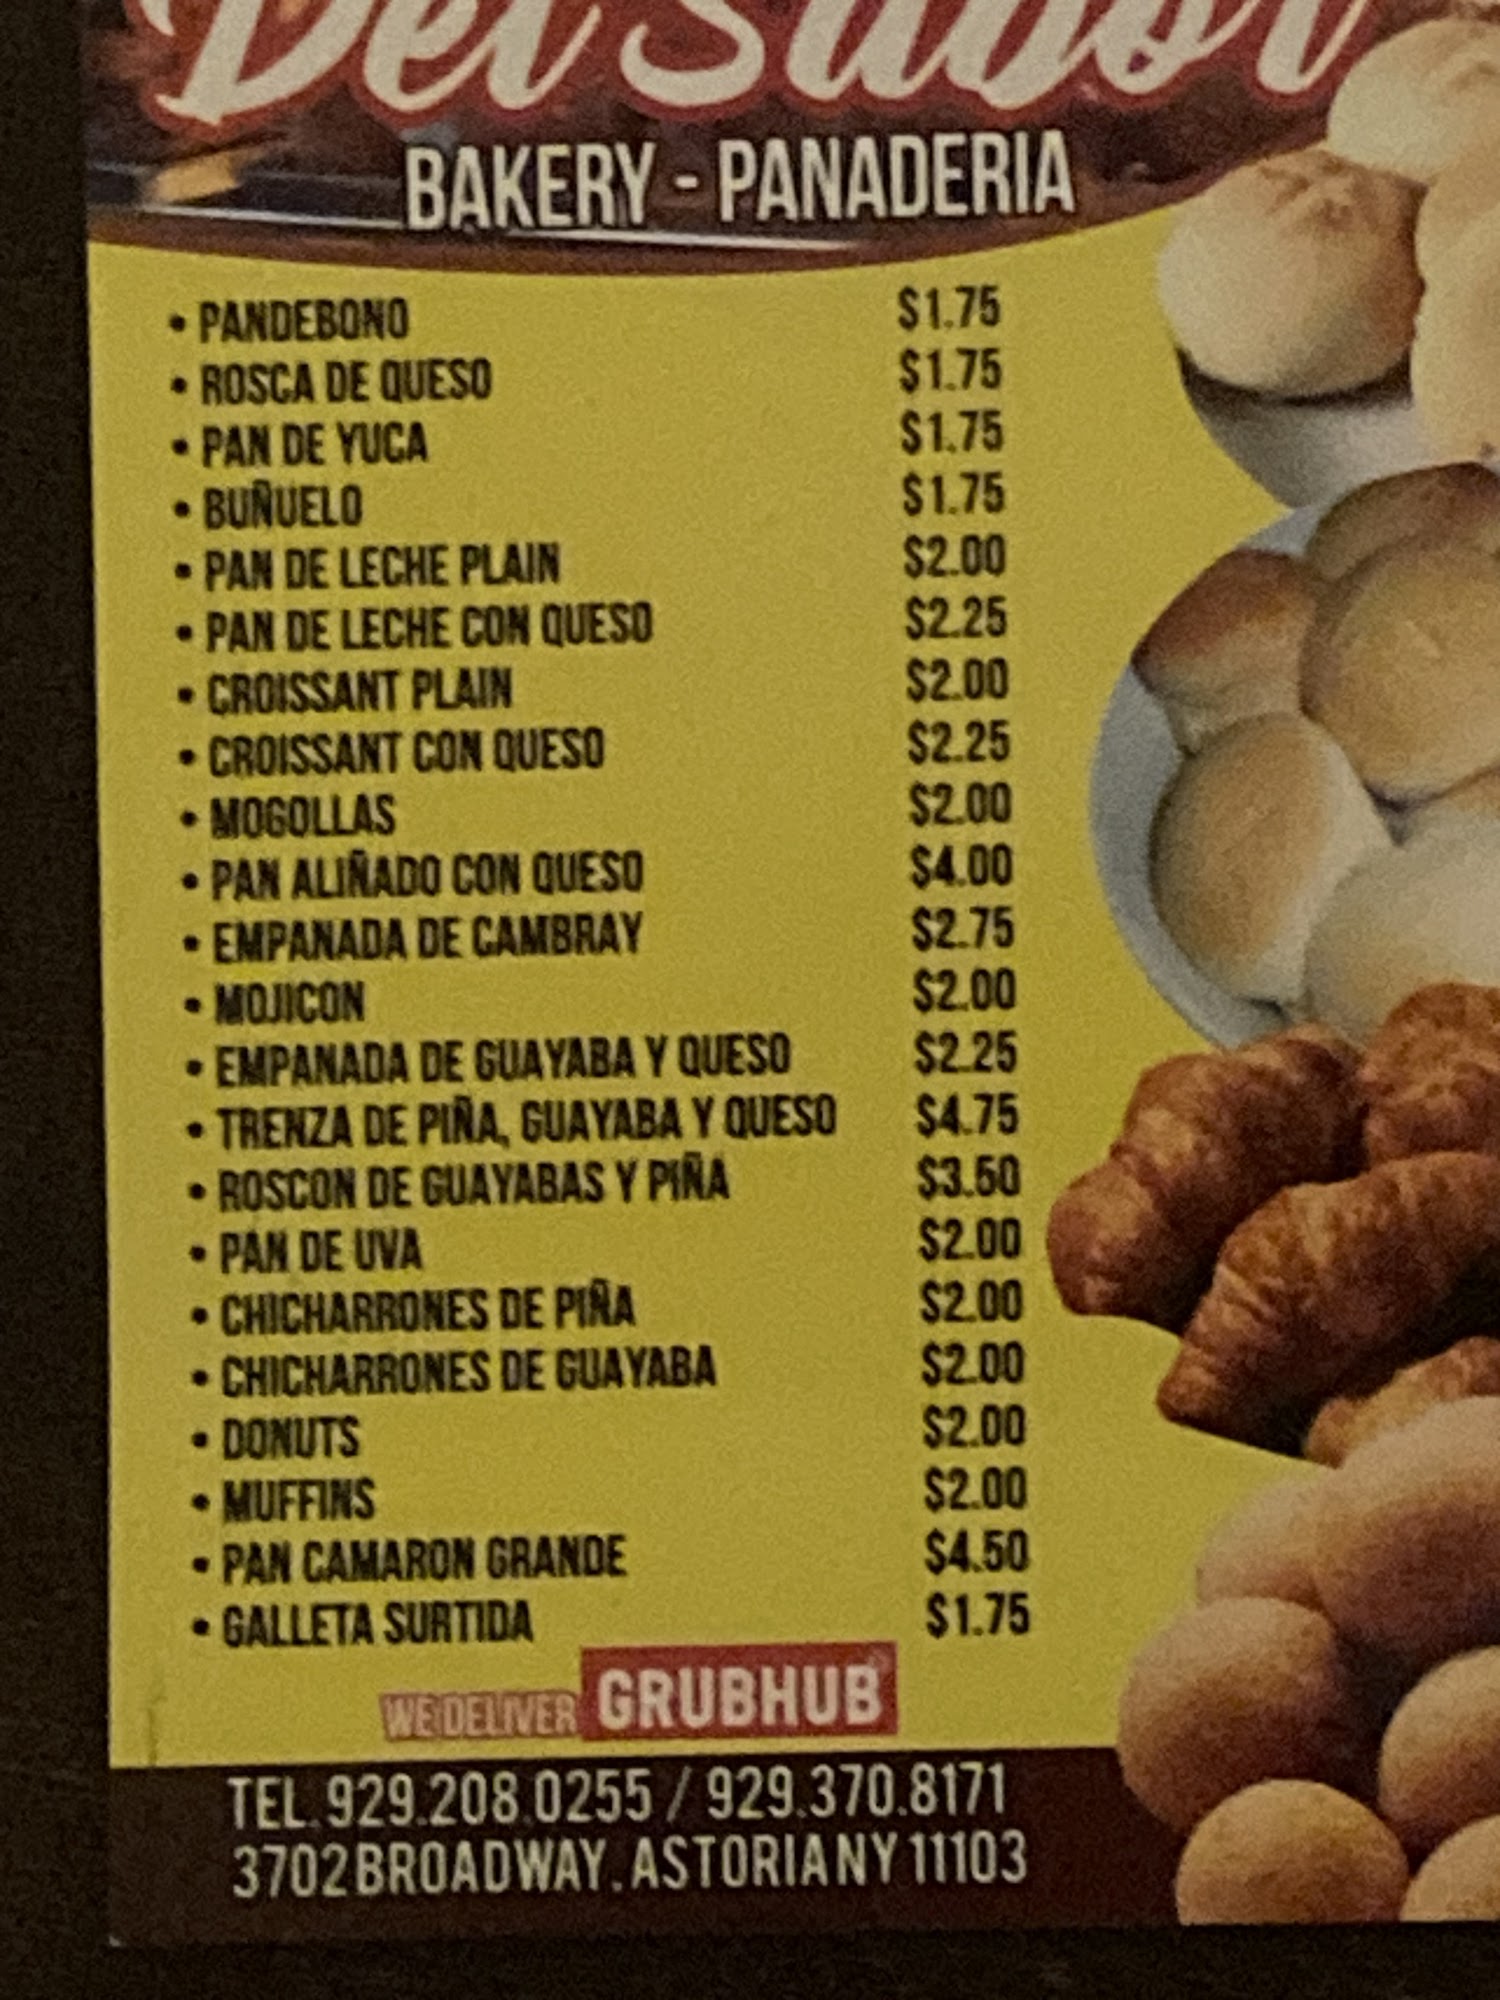 Del Sabor
BAKERY - PANADERIA
• PANDEBONO $1.75
• ROSCA DE QUESO $1.75
• PAN DE YUCA $1.75
• BUÑUELO $1.75
• PAN DE LECHE PLAIN $2.00
• PAN DE LECHE CON QUESO $2.25
• CROISSANT PLAIN $2.00
• CROISSANT CON QUESO $2.25
• MOGOLLAS $2.00
• PAN ALIÑADO CON QUESO $4.00
• EMPANADA DE CAMBRAY $2.75
• MOJICON $2.00
• EMPANADA DE GUAYABA Y QUESO $2.25
• TRENZA DE PIÑA, GUAYABA Y QUESO $4.75
• ROSCON DE GUAYABAS Y PIÑA $3.50
• PAN DE UVA $2.00
• CHICHARRONES DE PIÑA $2.00
• CHICHARRONES DE GUAYABA $2.00
• DONUTS $2.00
• MUFFINS $2.00
• PAN CAMARON GRANDE $4.50
• GALLETA SURTIDA $1.75
WE DELIVER GRUBHUB
TEL. 929.208.0255 / 929.370.8171
3702 BROADWAY. ASTORIA NY 11103